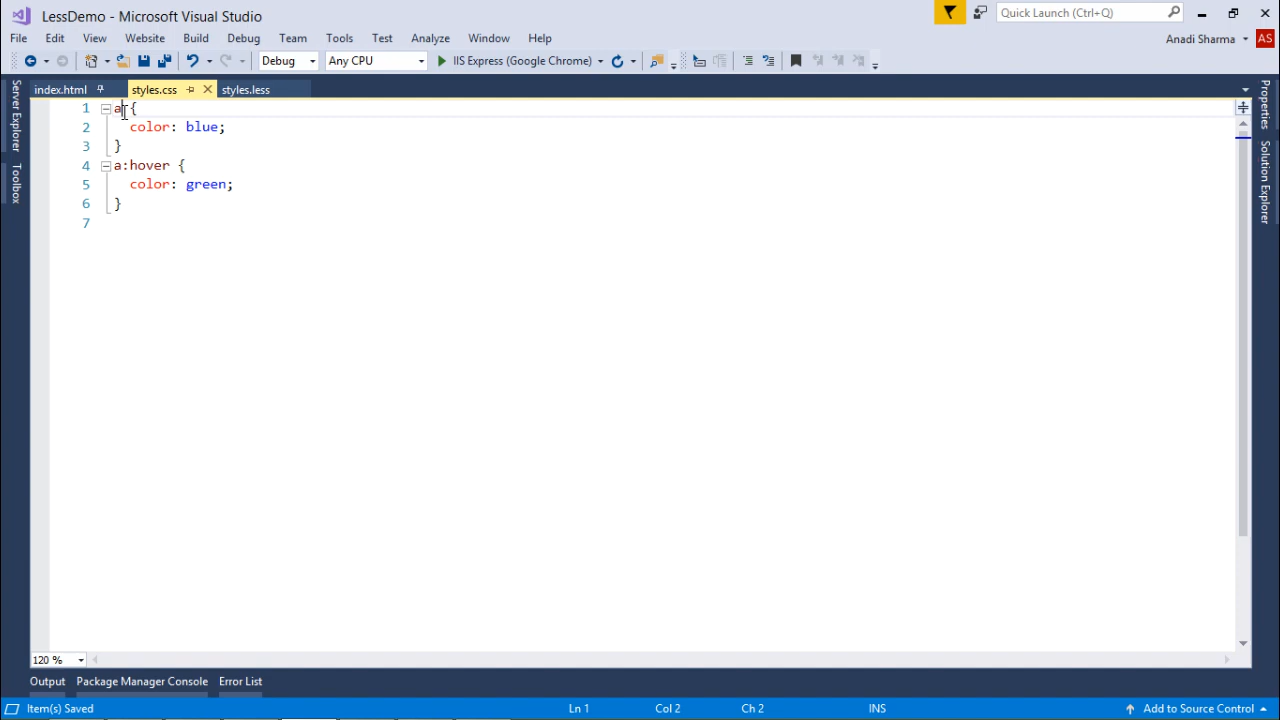 LessDemo - Microsoft Visual Studio
Quick Launch (Ctrl+Q)
File Edit View Website Build Debug Team Tools Test Analyze Window Help
Anadi Sharma AS
Debug Any CPU IIS Express (Google Chrome)
index.html styles.css styles.less
Server Explorer
Toolbox
Properties
Solution Explorer
1 a {
2 color: blue;
3 }
4 a:hover {
5 color: green;
6 }
7
120 %
Output Package Manager Console Error List
Item(s) Saved Ln 1 Col 2 Ch 2 INS Add to Source Control